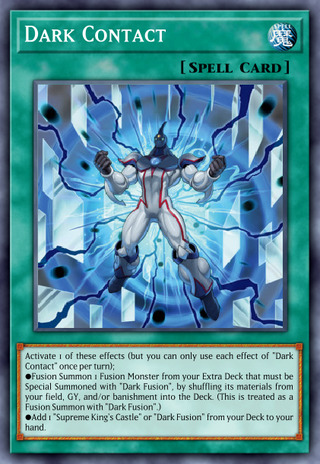 Dark Contact
[Spell Card]
Activate 1 of these effects (but you can only use each effect of "Dark
Contact" once per turn);
●Fusion Summon 1 Fusion Monster from your Extra Deck that must be
Special Summoned with "Dark Fusion", by shuffling its materials from
your field, GY, and/or banishment into the Deck. (This is treated as a
Fusion Summon with "Dark Fusion".)
●Add 1 "Supreme King's Castle" or "Dark Fusion" from your Deck to your
hand.